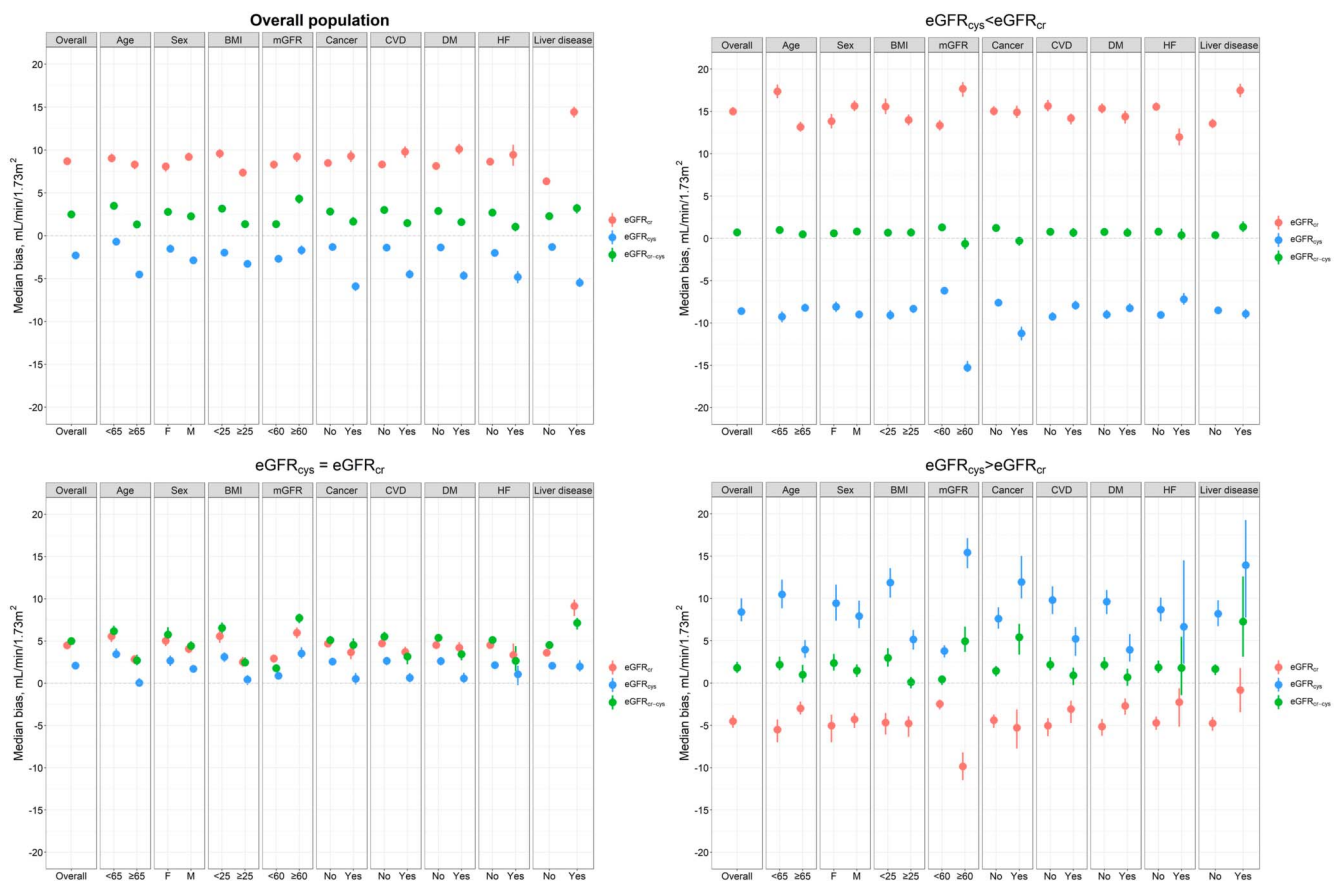 Overall population
Overall Age Sex BMI mGFR Cancer CVD DM HF Liver disease
Median bias, mL/min/1.73m²
20
15
10
5
0
-5
-10
-15
-20
Overall <65 ≥65 F M <25 ≥25 <60 ≥60 No Yes No Yes No Yes No Yes No Yes
eGFRcr
eGFRcys
eGFRcr-cys
eGFRcys<eGFRcr
Overall Age Sex BMI mGFR Cancer CVD DM HF Liver disease
Median bias, mL/min/1.73m²
20
15
10
5
0
-5
-10
-15
-20
Overall <65 ≥65 F M <25 ≥25 <60 ≥60 No Yes No Yes No Yes No Yes No Yes
eGFRcr
eGFRcys
eGFRcr-cys
eGFRcys = eGFRcr
Overall Age Sex BMI mGFR Cancer CVD DM HF Liver disease
Median bias, mL/min/1.73m²
20
15
10
5
0
-5
-10
-15
-20
Overall <65 ≥65 F M <25 ≥25 <60 ≥60 No Yes No Yes No Yes No Yes No Yes
eGFRcr
eGFRcys
eGFRcr-cys
eGFRcys>eGFRcr
Overall Age Sex BMI mGFR Cancer CVD DM HF Liver disease
Median bias, mL/min/1.73m²
20
15
10
5
0
-5
-10
-15
-20
Overall <65 ≥65 F M <25 ≥25 <60 ≥60 No Yes No Yes No Yes No Yes No Yes
eGFRcr
eGFRcys
eGFRcr-cys